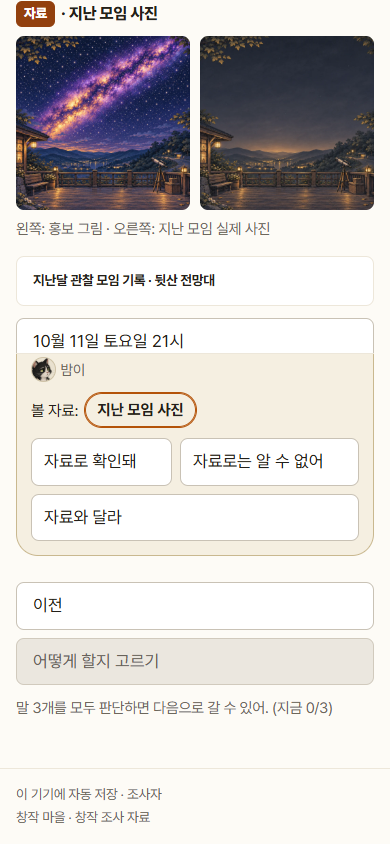 자료 · 지난 모임 사진
왼쪽: 홍보 그림 · 오른쪽: 지난 모임 실제 사진
지난달 관찰 모임 기록 · 뒷산 전망대
10월 11일 토요일 21시
밤이
볼 자료: 지난 모임 사진
자료로 확인돼
자료로는 알 수 없어
자료와 달라
이전
어떻게 할지 고르기
말 3개를 모두 판단하면 다음으로 갈 수 있어. (지금 0/3)
이 기기에 자동 저장 · 조사자
창작 마을 · 창작 조사 자료